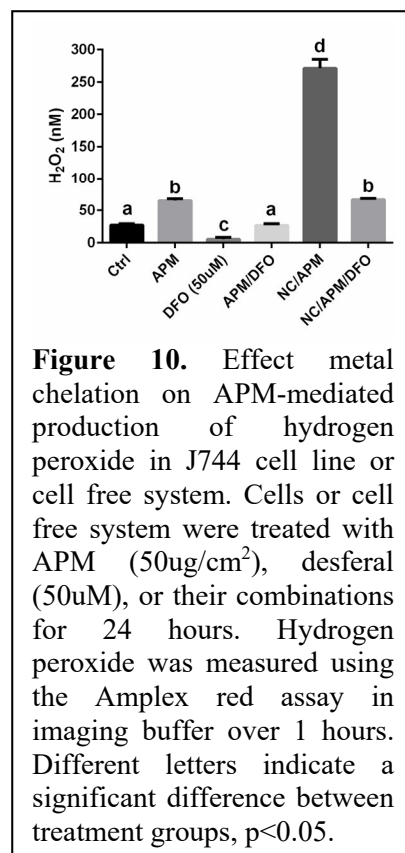 d
300
250
200
150
100
50
0
H₂O₂ (nM)
a
b
c
a
b
Ctrl
APM
DFO (50uM)
APM/DFO
NC/APM
NC/APM/DFO
Figure 10. Effect metal
chelation on APM-mediated
production of hydrogen
peroxide in J744 cell line or
cell free system. Cells or cell
free system were treated with
APM (50ug/cm²), desferal
(50uM), or their combinations
for 24 hours. Hydrogen
peroxide was measured using
the Amplex red assay in
imaging buffer over 1 hours.
Different letters indicate a
significant difference between
treatment groups, p<0.05.